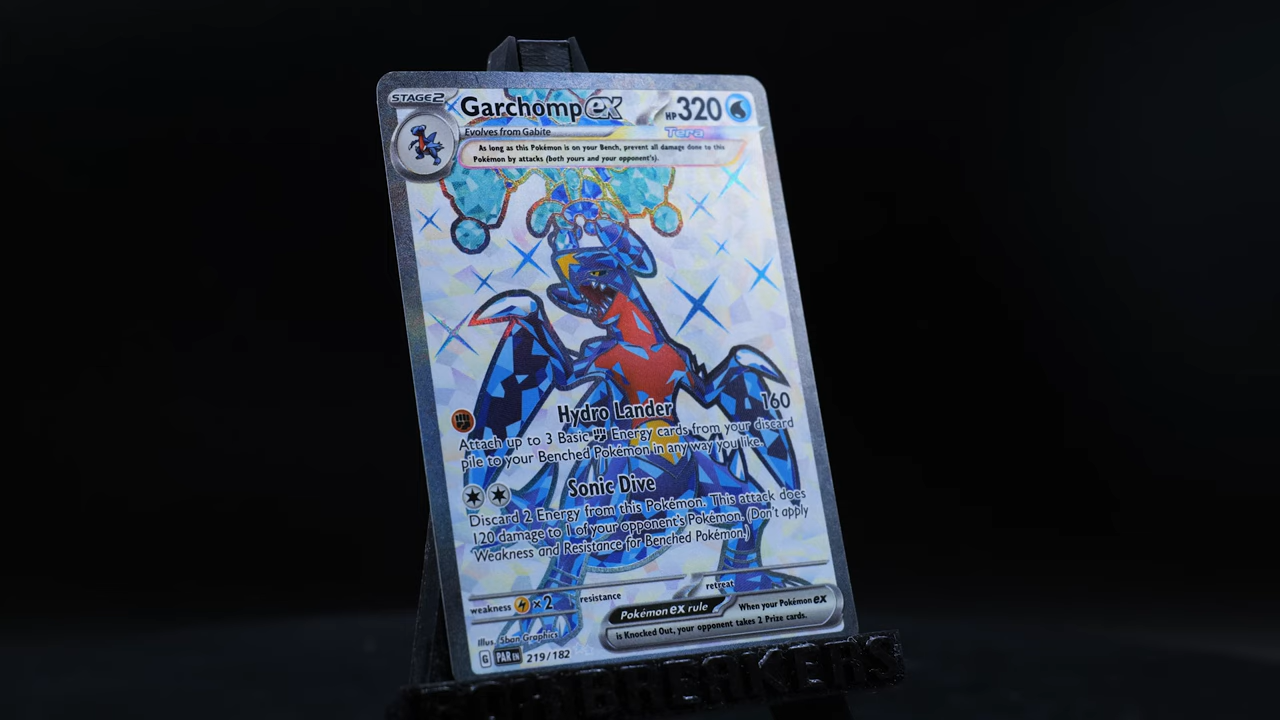 STAGE2
Garchomp ex
HP 320
Evolves from Gabite
Tera
As long as this Pokémon is on your Bench, prevent all damage done to this
Pokémon by attacks (both yours and your opponent's).
Hydro Lander 160
Attach up to 3 Basic Energy cards from your discard
pile to your Benched Pokémon in any way you like.
Sonic Dive
Discard 2 Energy from this Pokémon. This attack does
120 damage to 1 of your opponent's Pokémon. (Don't apply
Weakness and Resistance for Benched Pokémon.)
weakness ×2 resistance retreat
Pokémon ex rule When your Pokémon ex
is Knocked Out, your opponent takes 2 Prize cards.
Illus. 5ban Graphics
G PAR EN 219/182
BREAKERS